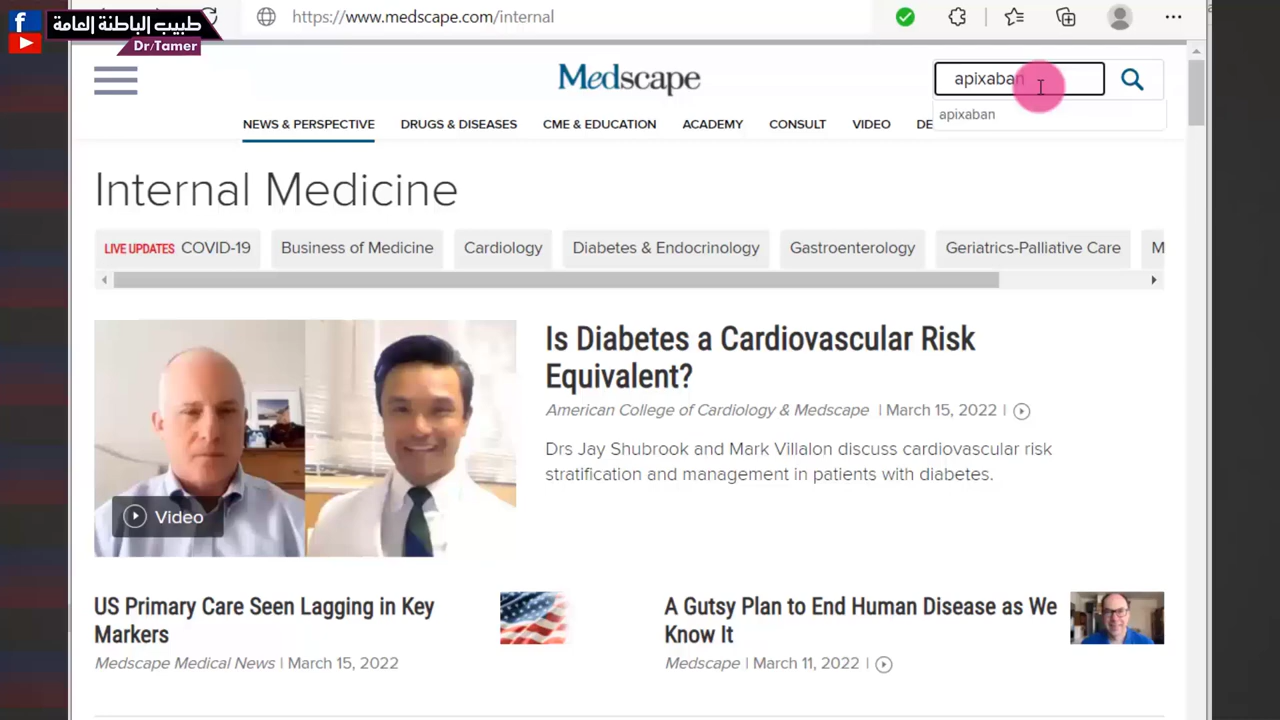 طبيب الباطنة العامة
Dr/Tamer
https://www.medscape.com/internal
Medscape
apixaban
apixaban
NEWS & PERSPECTIVE DRUGS & DISEASES CME & EDUCATION ACADEMY CONSULT VIDEO DE
Internal Medicine
LIVE UPDATES COVID-19 Business of Medicine Cardiology Diabetes & Endocrinology Gastroenterology Geriatrics-Palliative Care M
Is Diabetes a Cardiovascular Risk
Equivalent?
American College of Cardiology & Medscape | March 15, 2022 |
Drs Jay Shubrook and Mark Villalon discuss cardiovascular risk
stratification and management in patients with diabetes.
Video
US Primary Care Seen Lagging in Key
Markers
Medscape Medical News | March 15, 2022
A Gutsy Plan to End Human Disease as We
Know It
Medscape | March 11, 2022 |